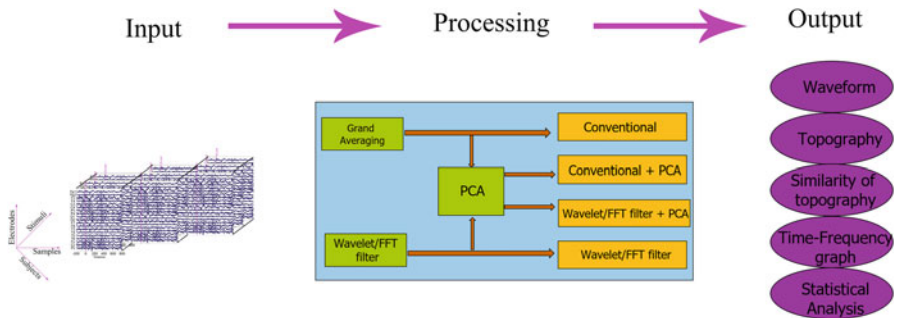 Input
Processing
Output
Electrodes
Stimuli
Samples
Subjects
Grand
Averaging
PCA
Wavelet/FFT
filter
Conventional
Conventional + PCA
Wavelet/FFT filter + PCA
Wavelet/FFT filter
Waveform
Topography
Similarity of
topography
Time-Frequency
graph
Statistical
Analysis